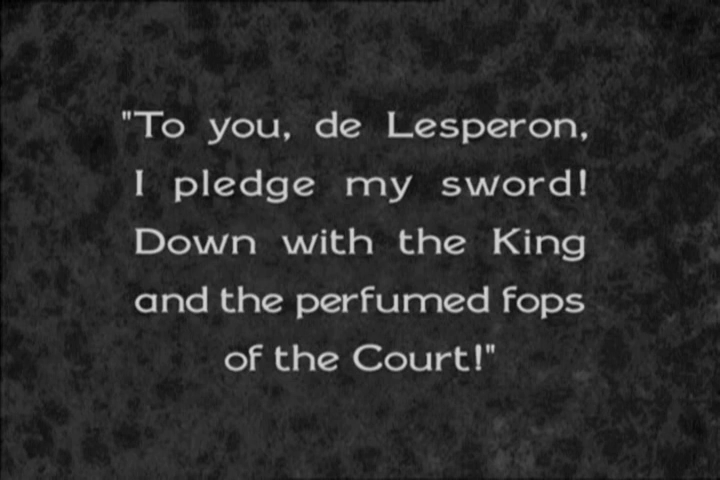 "To you, de Lesperon,
I pledge my sword!
Down with the King
and the perfumed fops
of the Court!"